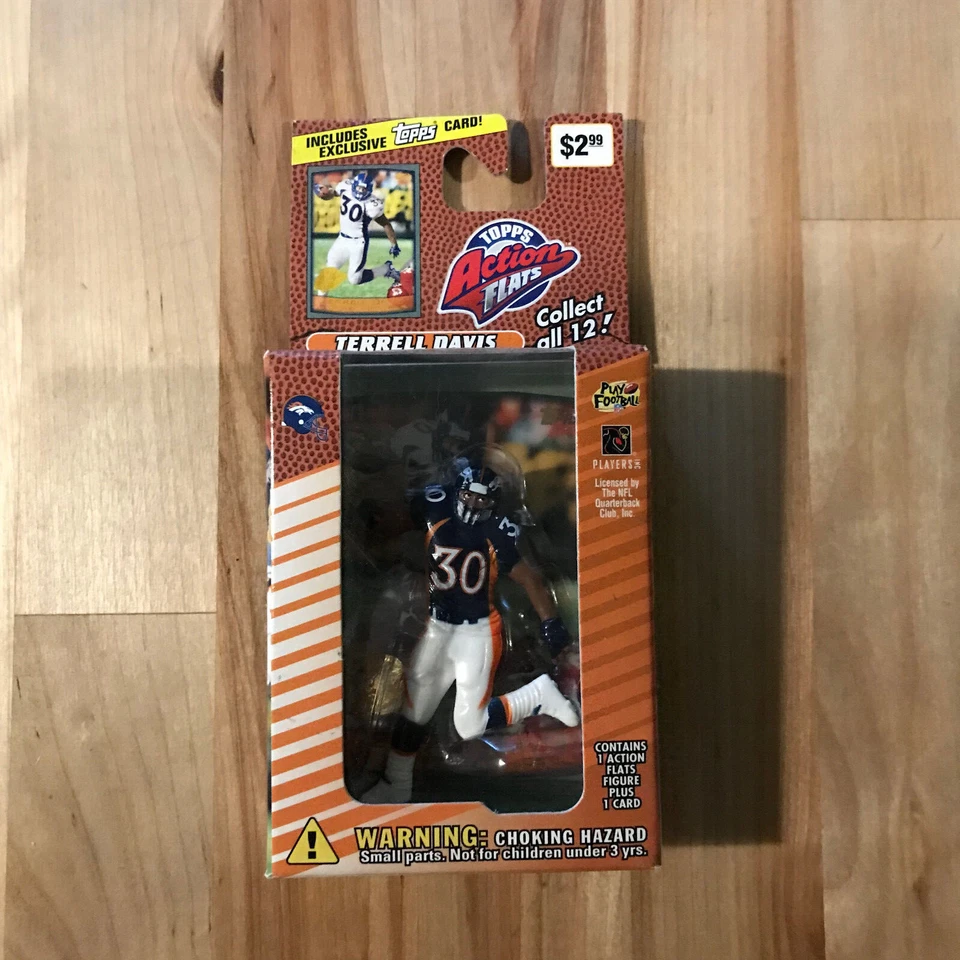 INCLUDES
EXCLUSIVE topps CARD!
$2.99
30
TOPPS
Action
FLATS
Collect
all 12!
TERRELL DAVIS
PLAY
FOOTBALL
PLAYERS INC
Licensed by
The NFL
Quarterback
Club, Inc.
30
3
30
CONTAINS
1 ACTION
FLATS
FIGURE
PLUS
1 CARD
WARNING: CHOKING HAZARD
Small parts. Not for children under 3 yrs.